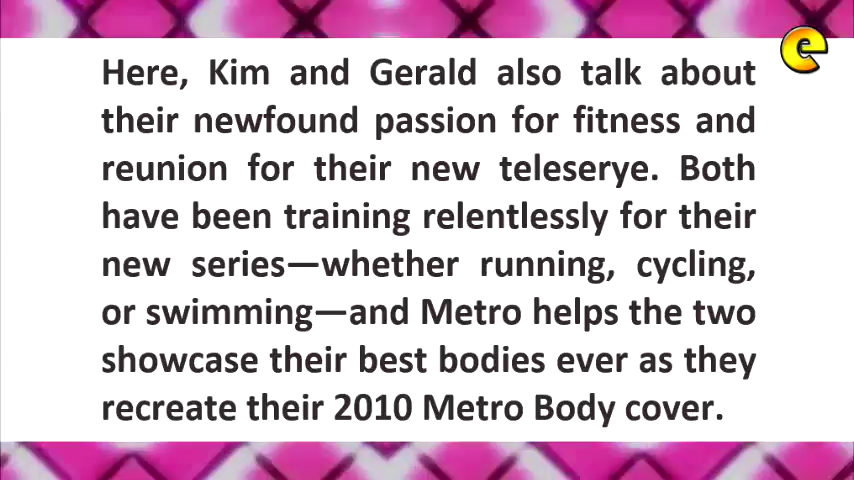 e
Here, Kim and Gerald also talk about
their newfound passion for fitness and
reunion for their new teleserye. Both
have been training relentlessly for their
new series—whether running, cycling,
or swimming—and Metro helps the two
showcase their best bodies ever as they
recreate their 2010 Metro Body cover.